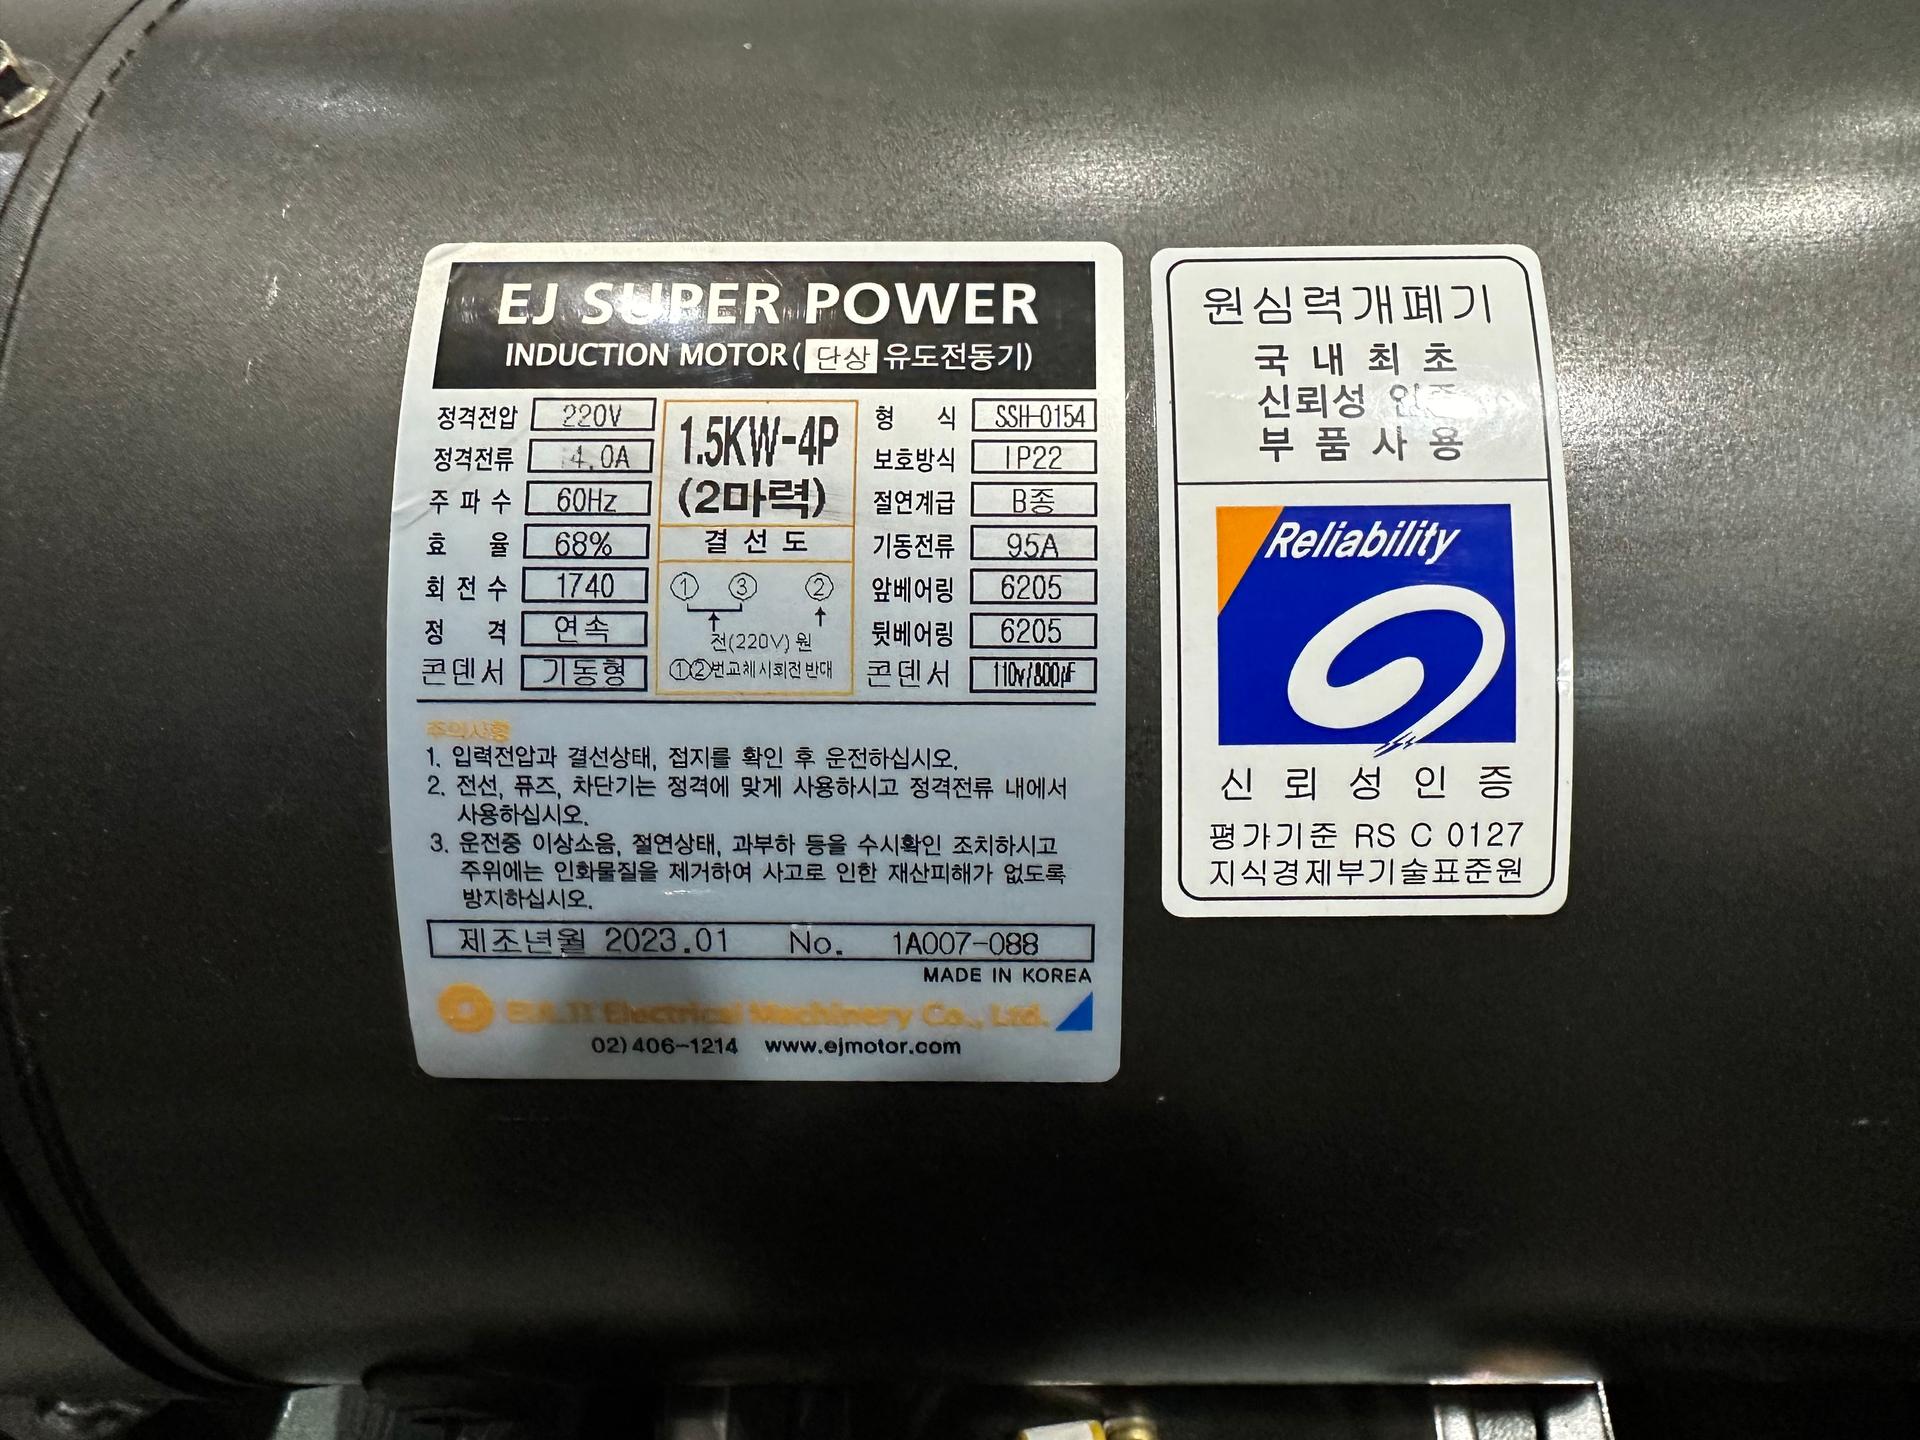 EJ SUPER POWER
INDUCTION MOTOR(단상 유도전동기)
정격전압 220V
정격전류 14.0A
주파수 60Hz
효율 68%
회전수 1740
정격 연속
콘덴서 기동형
1.5KW-4P
(2마력)
결선도
① ③ ②
전(220V)원
①②번교체시회전반대
형식 SSH-0154
보호방식 IP22
절연계급 B종
기동전류 95A
앞베어링 6205
뒷베어링 6205
콘덴서 110v/800㎌
주의사항
1. 입력전압과 결선상태, 접지를 확인 후 운전하십시오.
2. 전선, 퓨즈, 차단기는 정격에 맞게 사용하시고 정격전류 내에서
사용하십시오.
3. 운전중 이상소음, 절연상태, 과부하 등을 수시확인 조치하시고
주위에는 인화물질을 제거하여 사고로 인한 재산피해가 없도록
방지하십시오.
제조년월 2023.01 No. 1A007-088
MADE IN KOREA
EULJI Electrical Machinery Co., Ltd.
02)406-1214 www.ejmotor.com
원심력개폐기
국내최초
신뢰성 인증
부품사용
Reliability
신뢰성인증
평가기준 RS C 0127
지식경제부기술표준원